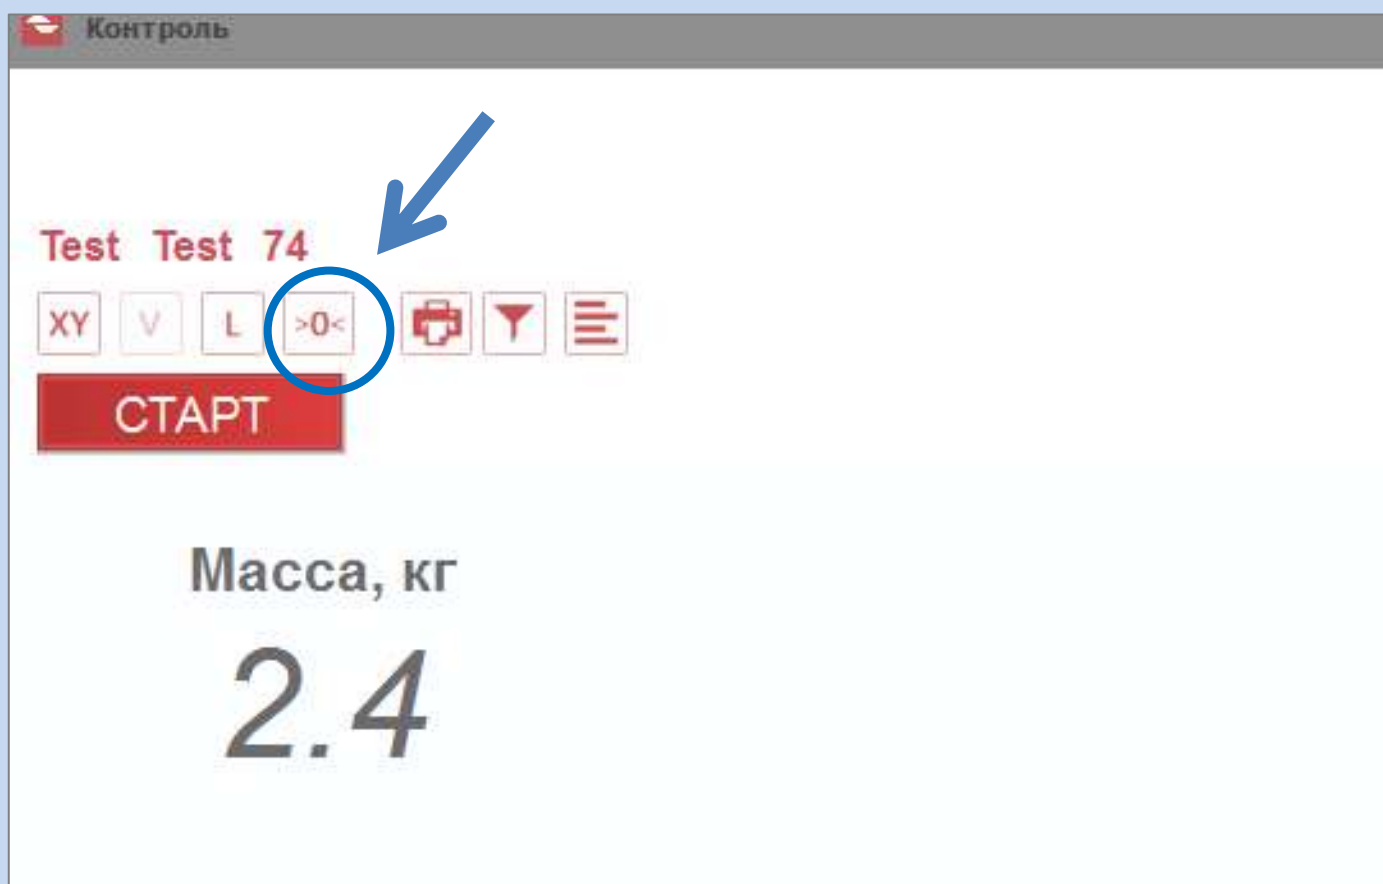 Контроль
Test Test 74
XY V L >0<
СТАРТ
Масса, кг
2.4